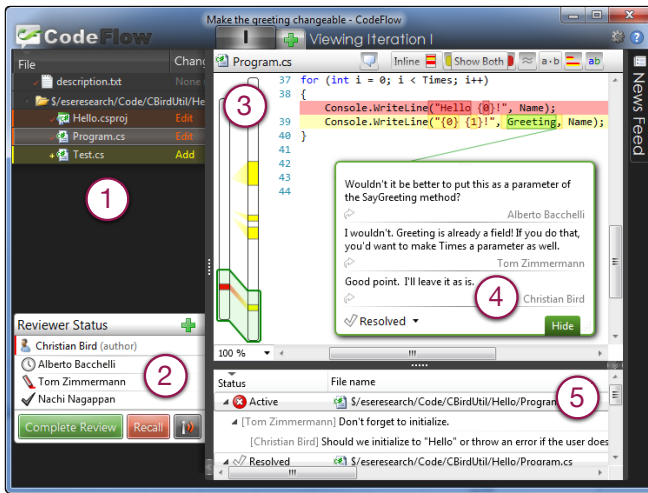 Make the greeting changeable - CodeFlow
CodeFlow
I
Viewing Iteration I
File
Chang
description.txt
None
$/eseresearch/Code/CBirdUtil/He
Hello.csproj
Edit
Program.cs
Edit
Test.cs
Add
1
Reviewer Status
Christian Bird (author)
Alberto Bacchelli
Tom Zimmermann
Nachi Nagappan
2
Complete Review
Recall
Program.cs
Inline
Show Both
a·b
ab
News Feed
3
37 for (int i = 0; i < Times; i++)
38 {
Console.WriteLine("Hello {0}!", Name);
39 Console.WriteLine("{0} {1}!", Greeting, Name);
40 }
41
42
43
44
Wouldn't it be better to put this as a parameter of
the SayGreeting method?
Alberto Bacchelli
I wouldn't. Greeting is already a field! If you do that,
you'd want to make Times a parameter as well.
Tom Zimmermann
Good point. I'll leave it as is.
Christian Bird
4
Resolved
Hide
100 %
Status
File name
5
Active
$/eseresearch/Code/CBirdUtil/Hello/Program.cs
[Tom Zimmermann] Don't forget to initialize.
[Christian Bird] Should we initialize to "Hello" or throw an error if the user does
Resolved
$/eseresearch/Code/CBirdUtil/Hello/Program.cs